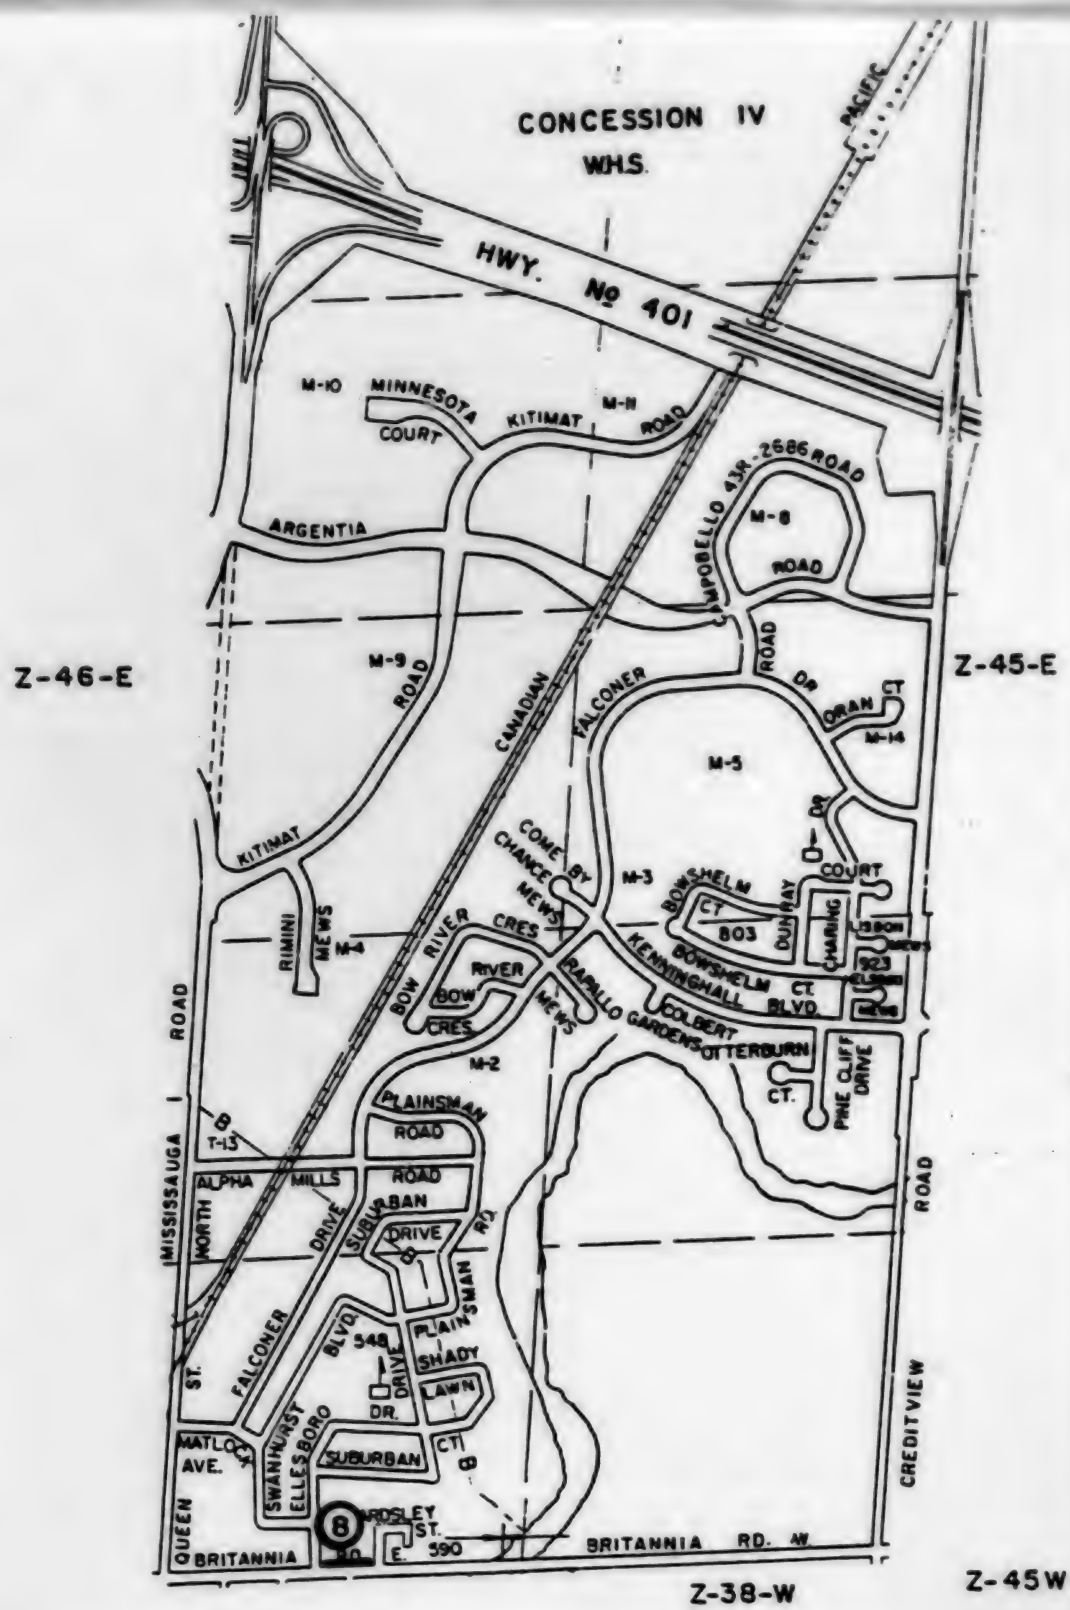 CONCESSION IV
W.H.S.
PACIFIC
HWY. No 401
M-10
MINNESOTA
COURT
KITIMAT
M-11
ROAD
CAMPOBELLO 43R-2686 ROAD
M-8
ARGENTIA
ROAD
Z-46-E
M-9
ROAD
CANADIAN
FALCONER
ROAD
DR
ORAN CT
M-14
Z-45-E
M-5
KITIMAT
DR
COME BY
CHANCE
MEWS
M-3
BOWSHELM
CT
803
DUNRAY
COURT
CHARING
LISBON
MEWS
923
RIMINI
MEWS
M-4
BOW RIVER CRES
RIVER
BOW
CRES
RAPALLO
MEWS
KENNINGHALL
BLVD.
BOWSHELM
CT.
MEWS
COLBERT
GARDENS
OTTERBURN
CT.
PINE CLIFF
DRIVE
M-2
PLAINSMAN
ROAD
MISSISSAUGA ROAD
B
T-13
ALPHA MILLS ROAD
NORTH
SUBURBAN
DRIVE
B
RD.
PLAINSMAN
FALCONER DRIVE
ROAD
BLVD.
548
DRIVE
SHADY
LAWN
CT
DR.
ST.
MATLOCK
AVE.
SWANHURST
ELLESBORO
SUBURBAN
B
CREDITVIEW
QUEEN
8
ARDSLEY
ST.
BRITANNIA RD. E.
590
BRITANNIA RD. W.
Z-38-W
Z-45W